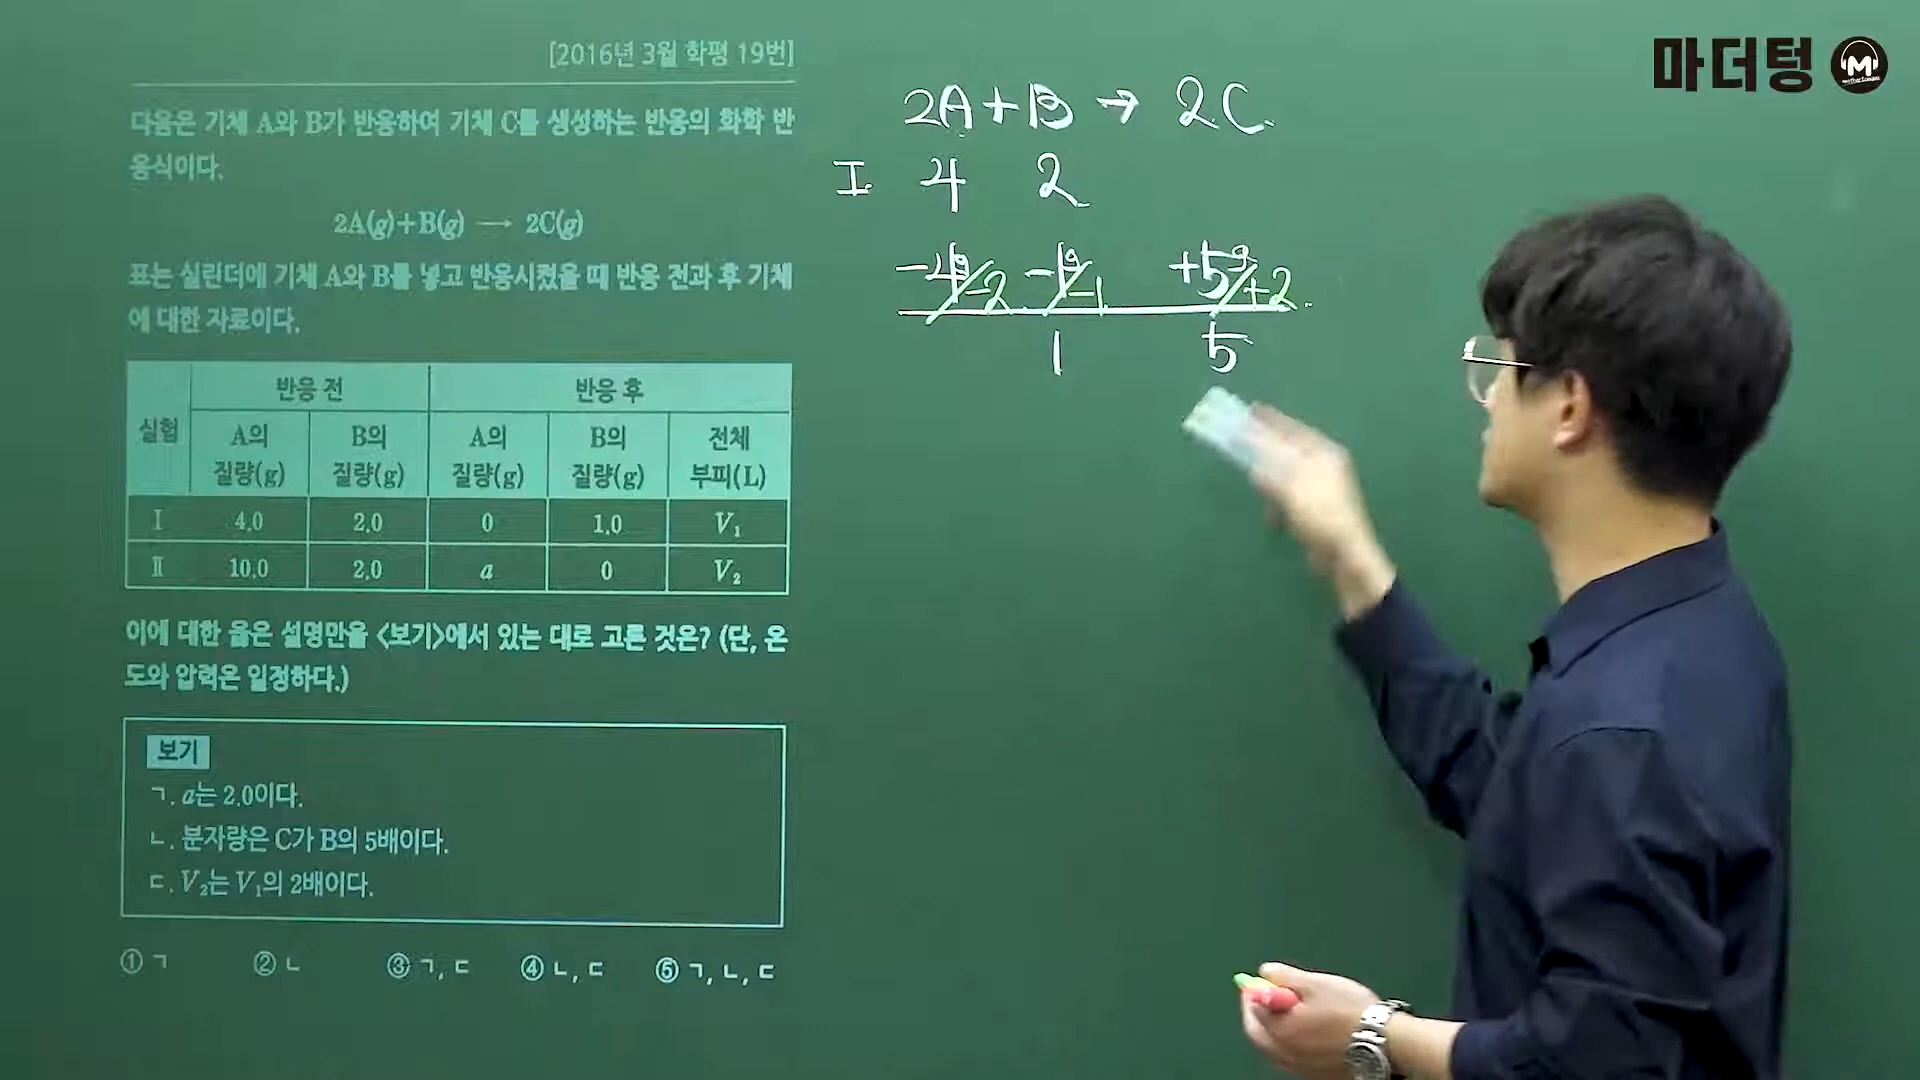 마더텅
[2016년 3월 학평 19번]
다음은 기체 A와 B가 반응하여 기체 C를 생성하는 반응의 화학 반
응식이다.
2A(g)+B(g) → 2C(g)
표는 실린더에 기체 A와 B를 넣고 반응시켰을 때 반응 전과 후 기체
에 대한 자료이다.
실험 반응 전 반응 후
A의 질량(g) B의 질량(g) A의 질량(g) B의 질량(g) 전체 부피(L)
Ⅰ 4.0 2.0 0 1.0 V₁
Ⅱ 10.0 2.0 a 0 V₂
이에 대한 옳은 설명만을 <보기>에서 있는 대로 고른 것은? (단, 온
도와 압력은 일정하다.)
보기
ㄱ. a는 2.0이다.
ㄴ. 분자량은 C가 B의 5배이다.
ㄷ. V₂는 V₁의 2배이다.
① ㄱ ② ㄴ ③ ㄱ, ㄷ ④ ㄴ, ㄷ ⑤ ㄱ, ㄴ, ㄷ
2A+B → 2C
Ⅰ 4 2
-4g/-2 -1g/-1 +5g/+2
1 5